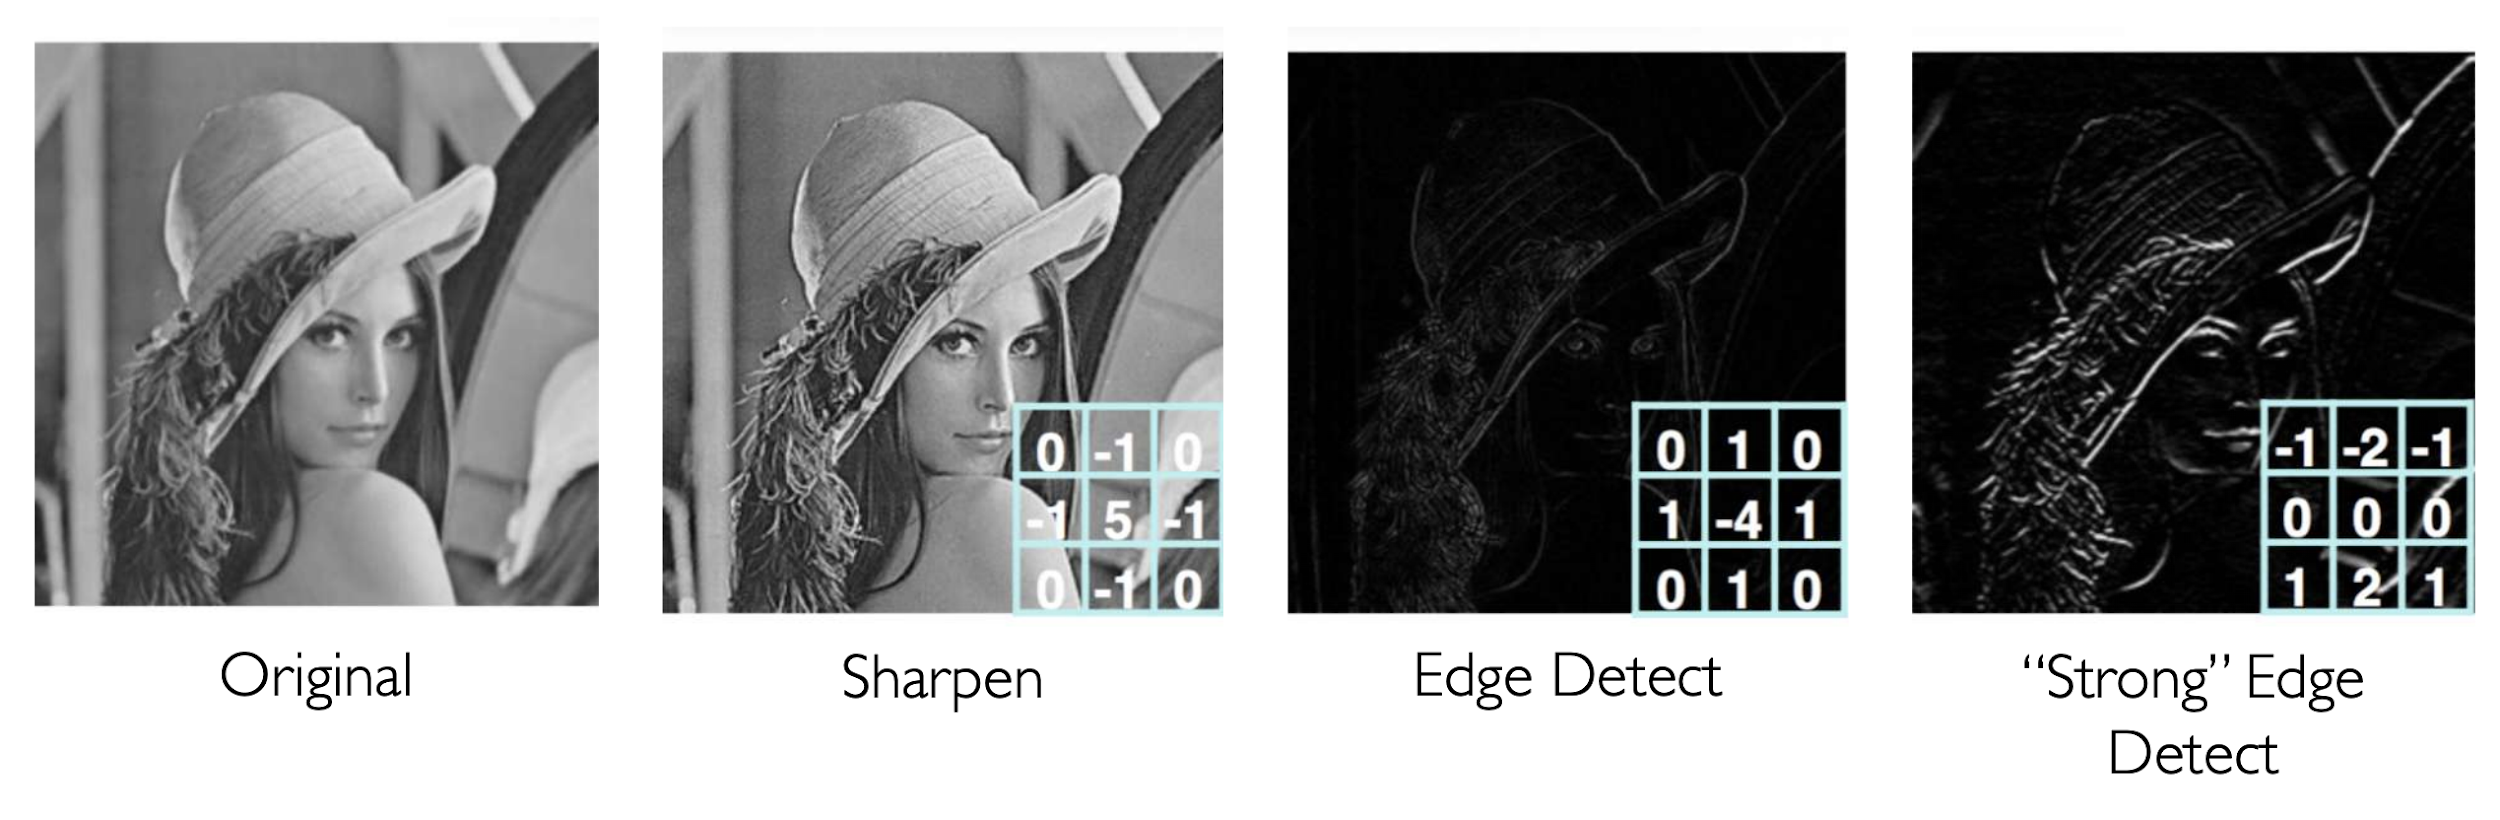 0 -1 0
-1 5 -1
0 -1 0
0 1 0
1 -4 1
0 1 0
-1 -2 -1
0 0 0
1 2 1
Original
Sharpen
Edge Detect
“Strong” Edge
Detect